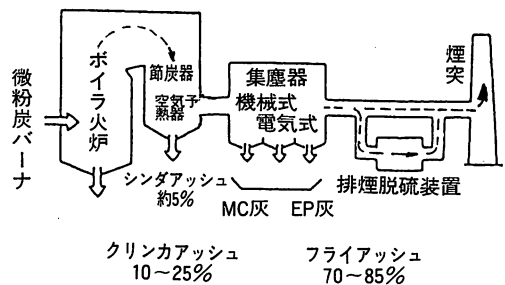 微粉炭バーナ
ボイラ火炉
節炭器
空気予
熱器
集塵器
機械式
電気式
煙突
シンダアッシュ
約5%
MC灰
EP灰
排煙脱硫装置
クリンカアッシュ
10～25%
フライアッシュ
70～85%